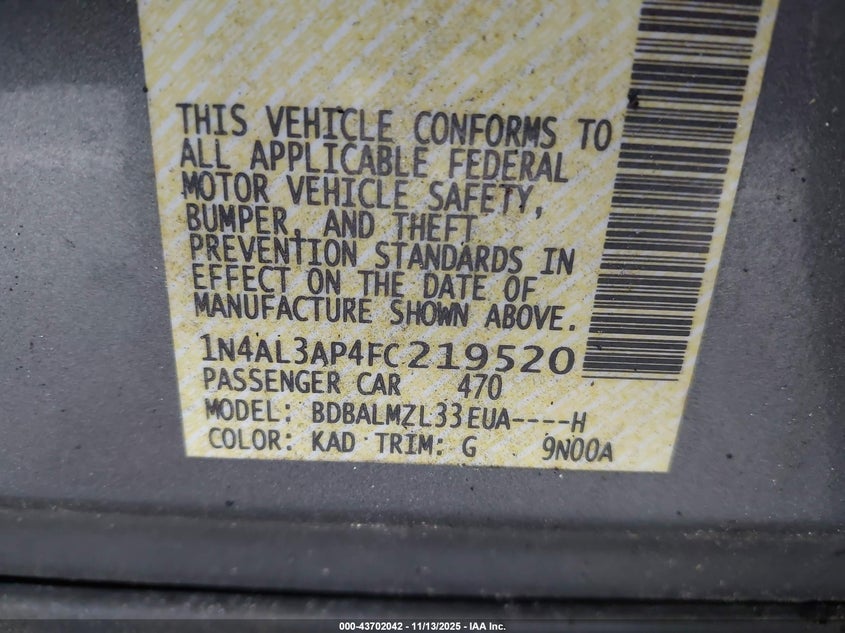 THIS VEHICLE CONFORMS TO
ALL APPLICABLE FEDERAL
MOTOR VEHICLE SAFETY,
BUMPER, AND THEFT
PREVENTION STANDARDS IN
EFFECT ON THE DATE OF
MANUFACTURE SHOWN ABOVE.
1N4AL3AP4FC219520
PASSENGER CAR 470
MODEL: BDBALMZL33EUA----H
COLOR: KAD TRIM: G 9N00A
000-43702042 - 11/13/2025 - IAA Inc.